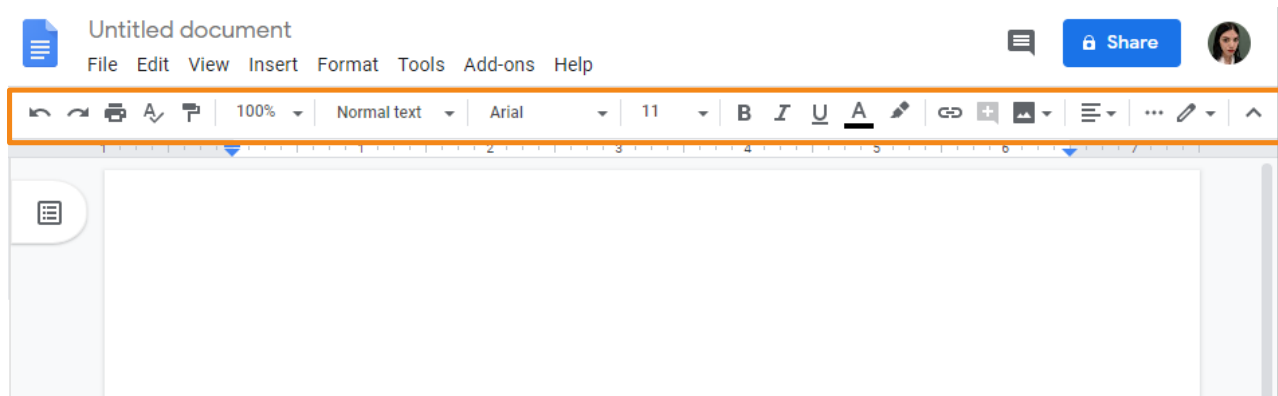 Untitled document
File Edit View Insert Format Tools Add-ons Help
Share
100% Normal text Arial 11 B I U A
1 1 2 3 4 5 6 7